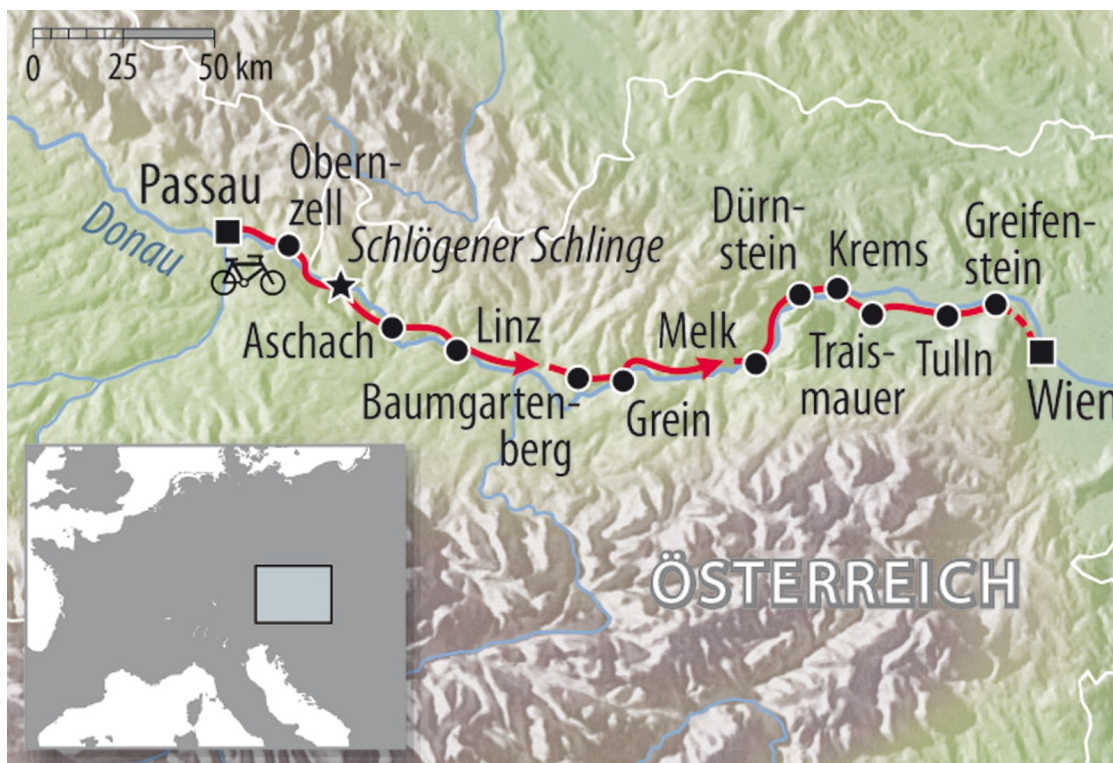 0 25 50 km
Passau
Obern-
zell
Donau
Schlögener Schlinge
Aschach
Linz
Baumgarten-
berg
Grein
Melk
Dürn-
stein
Krems
Trais-
mauer
Tulln
Greifen-
stein
Wien
ÖSTERREICH